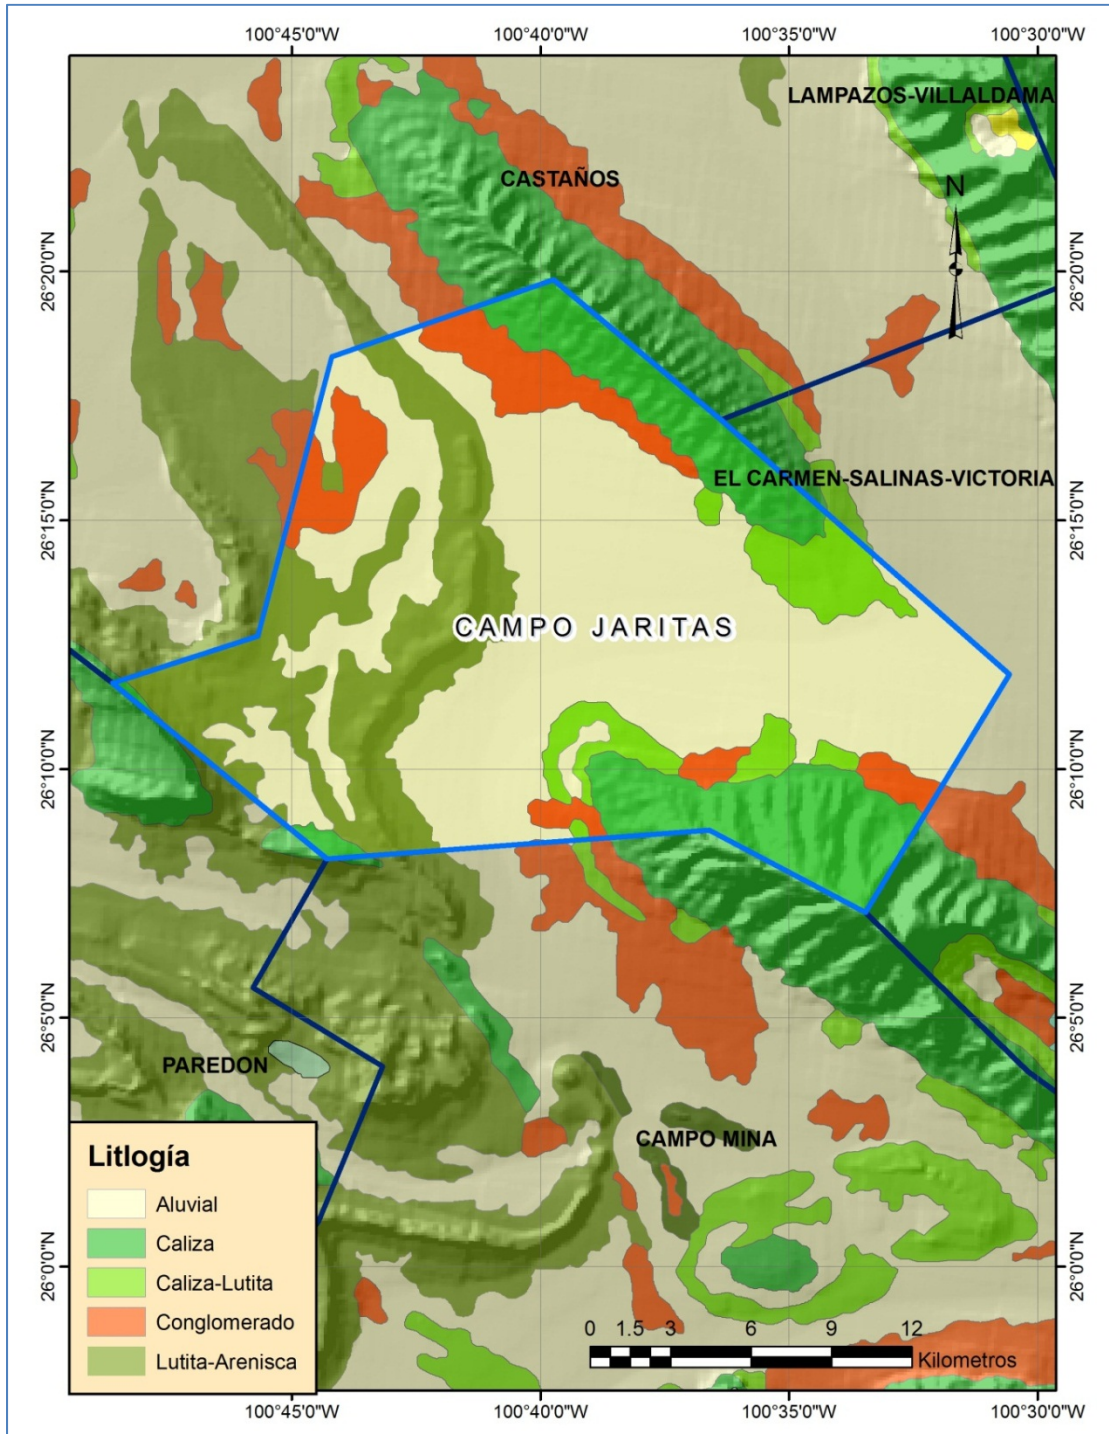 100°45'0"W 100°40'0"W 100°35'0"W 100°30'0"W
LAMPAZOS-VILLALDAMA
CASTAÑOS
N
26°20'0"N 26°20'0"N
EL CARMEN-SALINAS-VICTORIA
26°15'0"N 26°15'0"N
CAMPO JARITAS
26°10'0"N 26°10'0"N
26°5'0"N 26°5'0"N
PAREDON
CAMPO MINA
Litlogía
Aluvial
Caliza
Caliza-Lutita
Conglomerado
Lutita-Arenisca
26°0'0"N 26°0'0"N
0 1.5 3 6 9 12
Kilometros
100°45'0"W 100°40'0"W 100°35'0"W 100°30'0"W